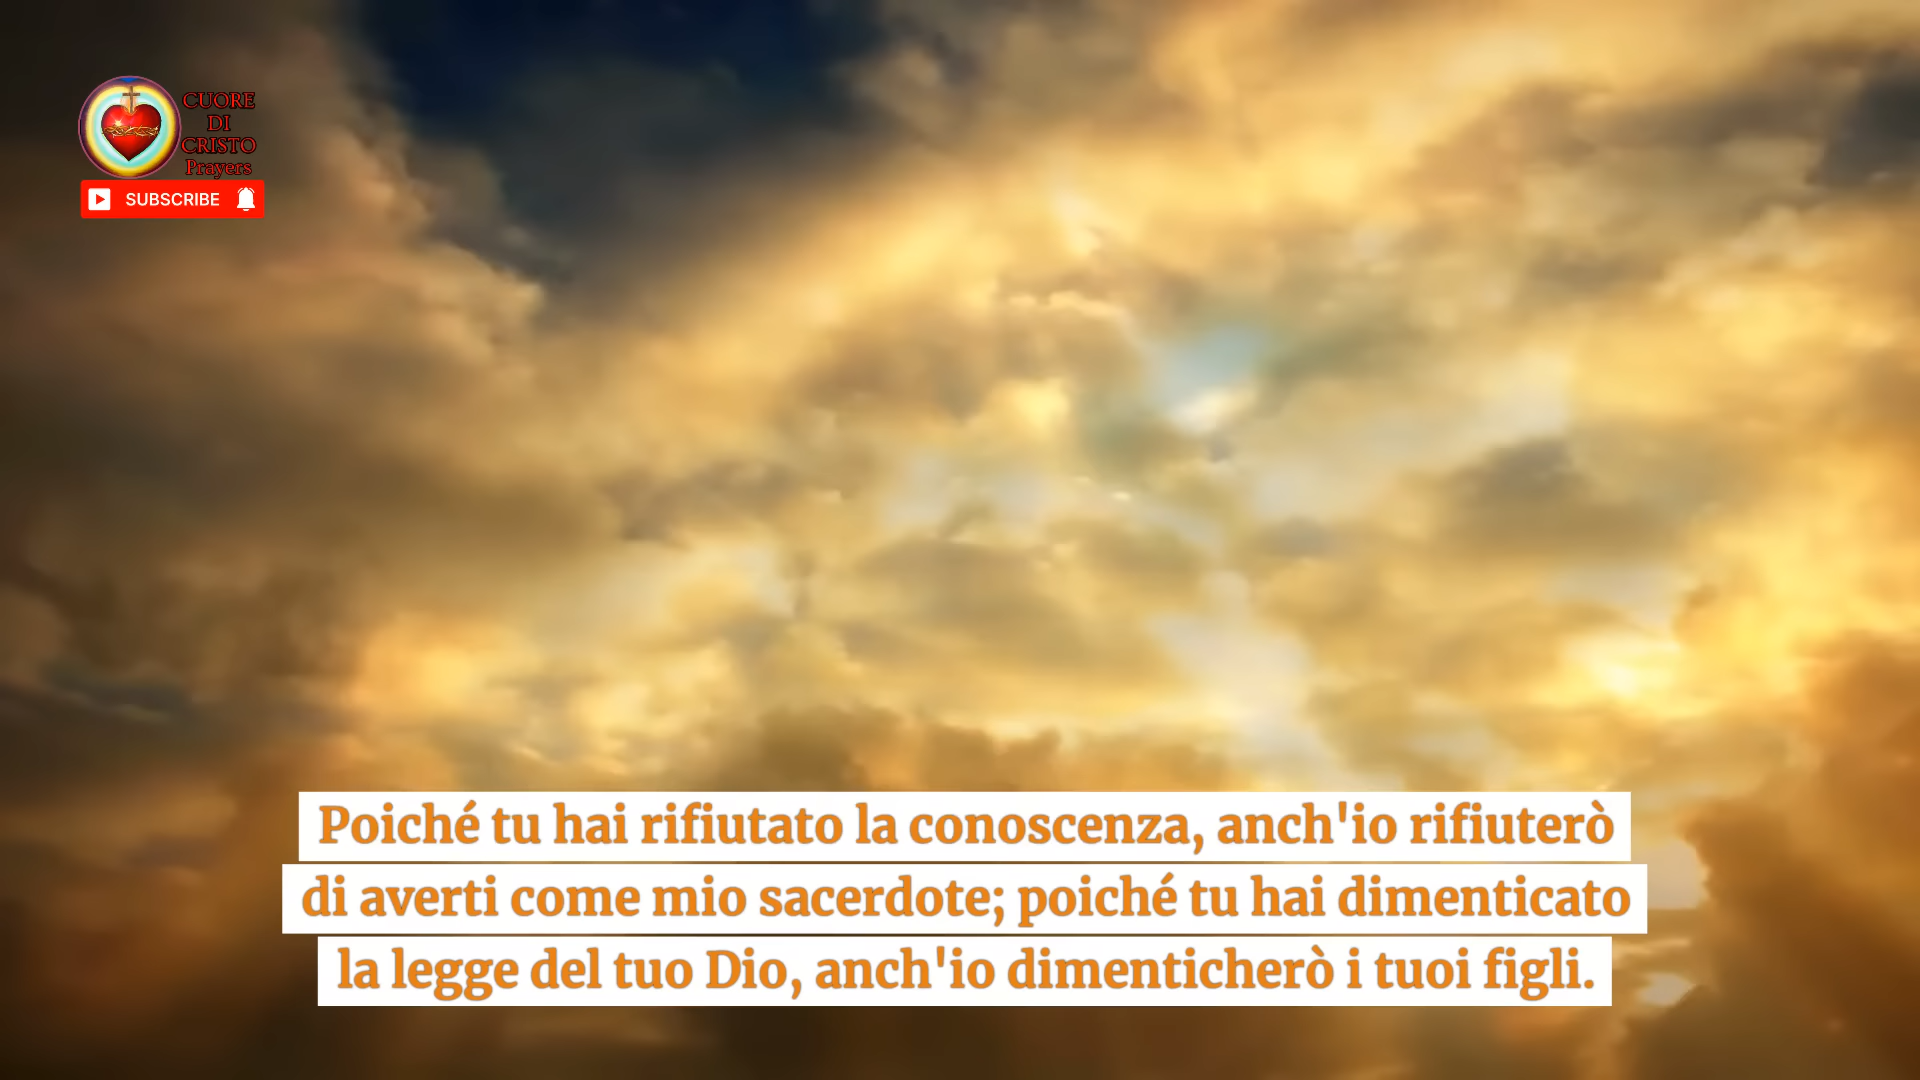 CUORE
DI
CRISTO
Prayers
SUBSCRIBE
Poiché tu hai rifiutato la conoscenza, anch'io rifiuterò
di averti come mio sacerdote; poiché tu hai dimenticato
la legge del tuo Dio, anch'io dimenticherò i tuoi figli.